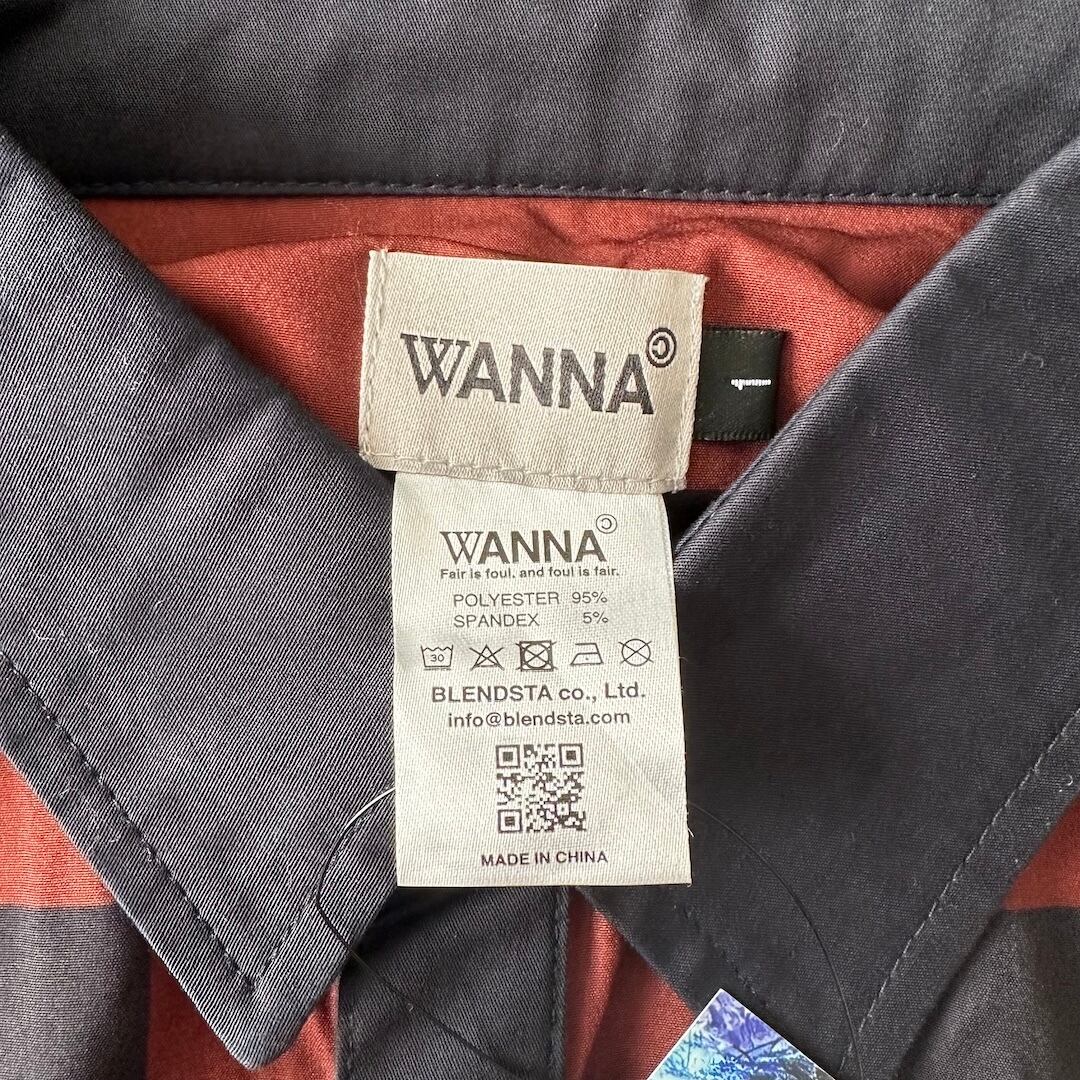 WANNA©
WANNA©
Fair is foul, and foul is fair.
POLYESTER 95%
SPANDEX 5%
30
BLENDSTA co., Ltd.
info@blendsta.com
MADE IN CHINA